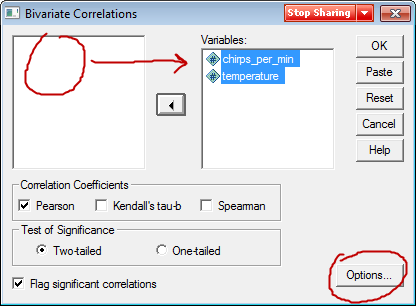 Bivariate Correlations
Stop Sharing
Variables:
chirps_per_min
temperature
OK
Paste
Reset
Cancel
Help
Correlation Coefficients
Pearson Kendall's tau-b Spearman
Test of Significance
Two-tailed One-tailed
Flag significant correlations
Options...